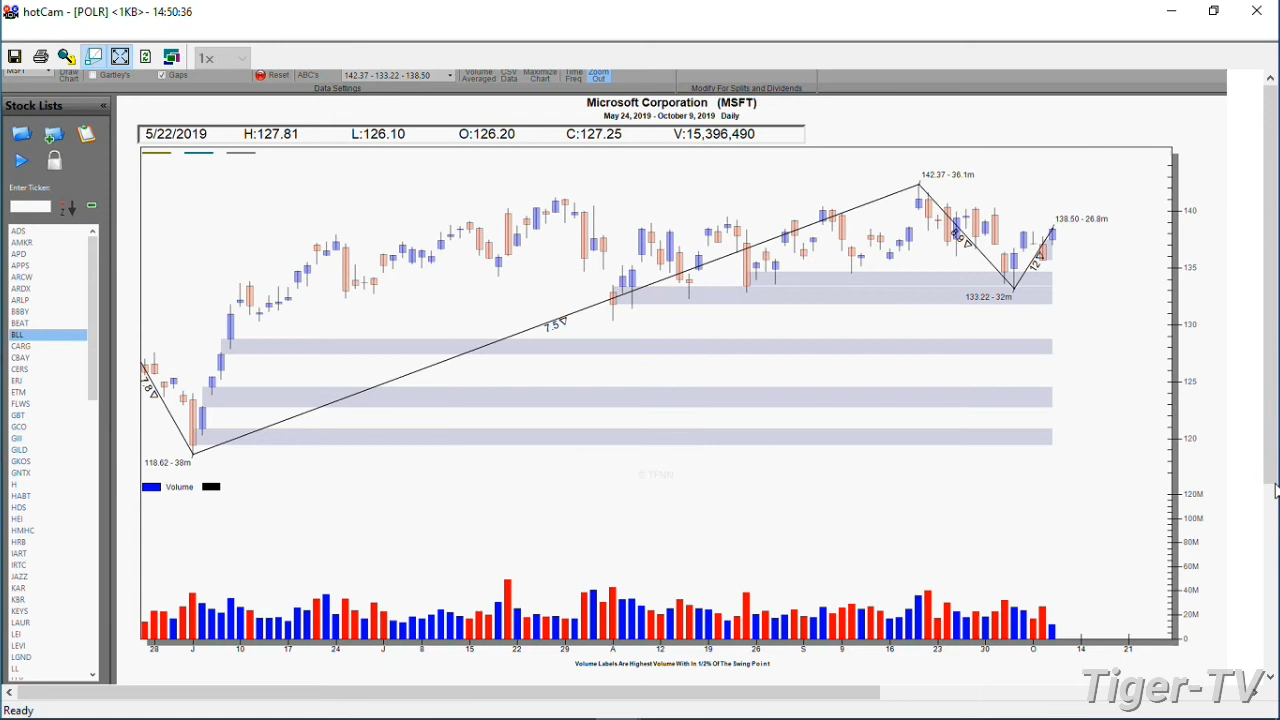 hotCam - [POLR] <1KB> - 14:50:36
1x
MSFT Draw Chart Gartley's Gaps Reset ABC's 142.37 - 133.22 - 138.50 Volume Averaged CSV Data Maximize Chart Time Freq Zoom Out
Data Settings Modify For Splits and Dividends
Stock Lists «
Microsoft Corporation (MSFT)
May 24, 2019 - October 9, 2019 Daily
5/22/2019 H:127.81 L:126.10 O:126.20 C:127.25 V:15,396,490
Enter Ticker:
A
Z
ADS
AMKR
APD
APPS
ARCW
ARDX
ARLP
BBBY
BEAT
BLL
CARG
CBAY
CERS
ERJ
ETM
FLWS
GBT
GCO
GIII
GILD
GKOS
GNTX
H
HABT
HDS
HEI
HMHC
HRB
IART
IRTC
JAZZ
KAR
KBR
KEYS
LAUR
LEI
LEVI
LGND
LL
142.37 - 36.1m
138.50 - 26.8m
133.22 - 32m
118.62 - 38m
7.8
7.5
12
140
135
130
125
120
© TFNN
Volume
120M
100M
80M
60M
40M
20M
0
28 J 10 17 24 J 8 15 22 29 A 12 19 26 S 9 16 23 30 O 14 21
Volume Labels Are Highest Volume With In 1/2% Of The Swing Point
Tiger-TV
Ready